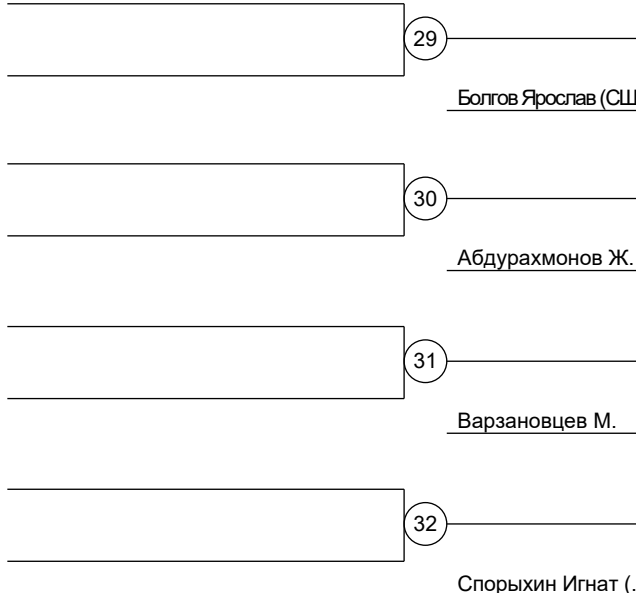 29
Болгов Ярослав (СШ
30
Абдурахмонов Ж.
31
Варзановцев М.
32
Спорыхин Игнат (.